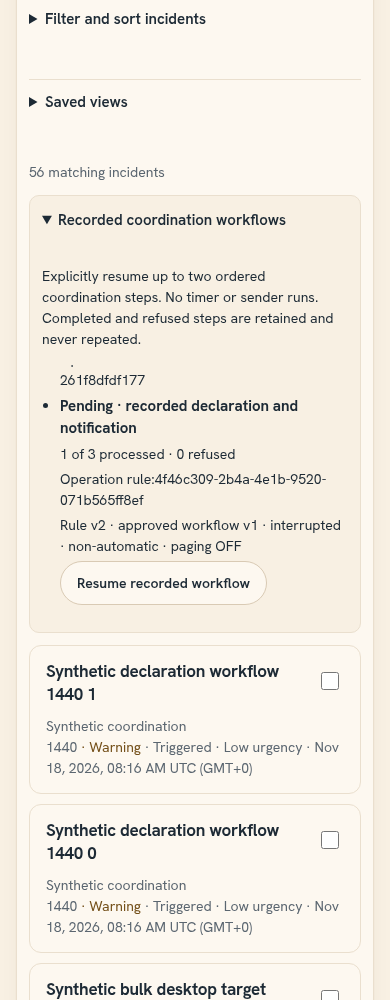 Filter and sort incidents
Saved views
56 matching incidents
Recorded coordination workflows
Explicitly resume up to two ordered
coordination steps. No timer or sender runs.
Completed and refused steps are retained and
never repeated.
261f8dfdf177
• Pending · recorded declaration and
notification
1 of 3 processed · 0 refused
Operation rule:4f46c309-2b4a-4e1b-9520-
071b565ff8ef
Rule v2 · approved workflow v1 · interrupted
· non-automatic · paging OFF
Resume recorded workflow
Synthetic declaration workflow
1440 1
Synthetic coordination
1440 · Warning · Triggered · Low urgency · Nov
18, 2026, 08:16 AM UTC (GMT+0)
Synthetic declaration workflow
1440 0
Synthetic coordination
1440 · Warning · Triggered · Low urgency · Nov
18, 2026, 08:16 AM UTC (GMT+0)
Synthetic bulk desktop target